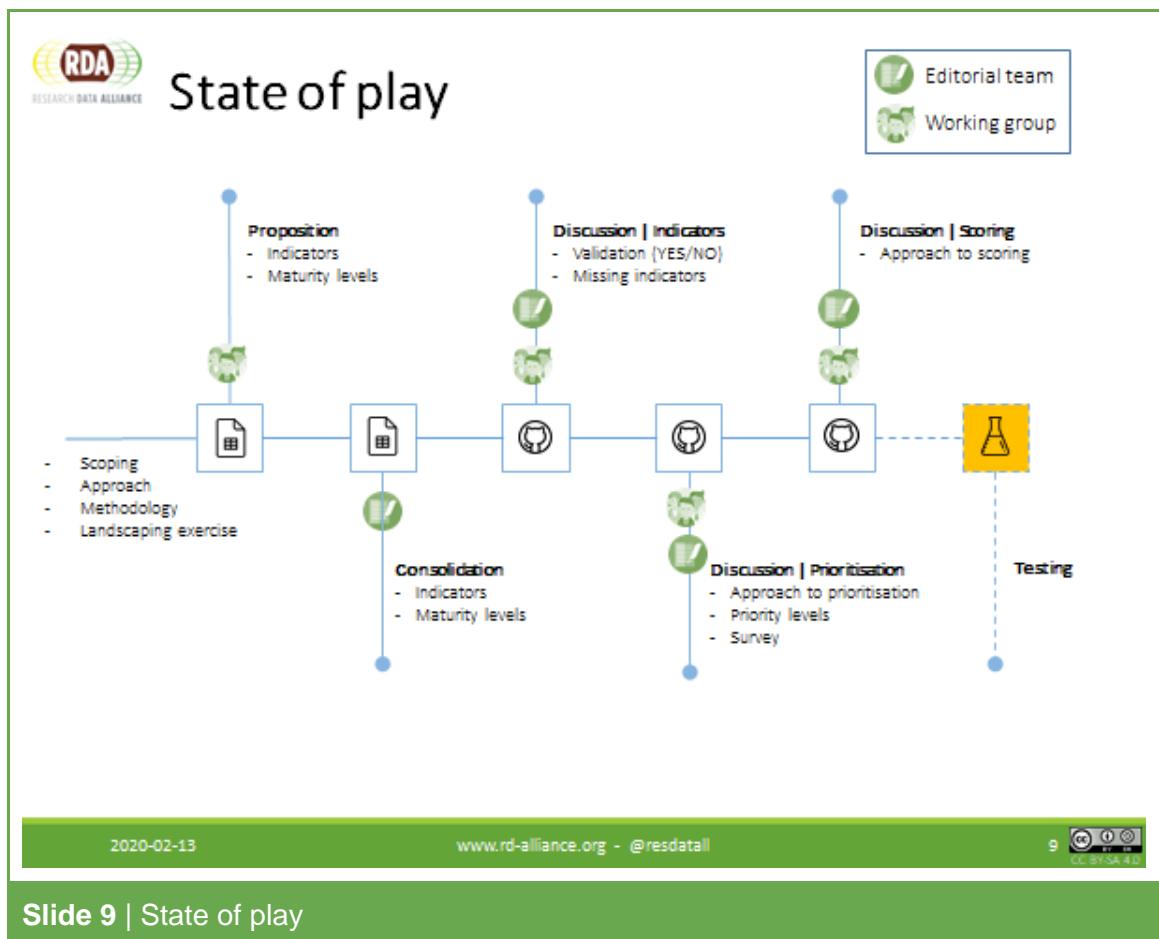 RDA
RESEARCH DATA ALLIANCE
State of play
Editorial team
Working group
Proposition
- Indicators
- Maturity levels
Discussion | Indicators
- Validation (YES/NO)
- Missing indicators
Discussion | Scoring
- Approach to scoring
- Scoping
- Approach
- Methodology
- Landscaping exercise
Consolidation
- Indicators
- Maturity levels
Discussion | Prioritisation
- Approach to prioritisation
- Priority levels
- Survey
Testing
2020-02-13
www.rd-alliance.org - @resdatall
9
cc
BY
CC BY-SA 4.0
Slide 9 | State of play